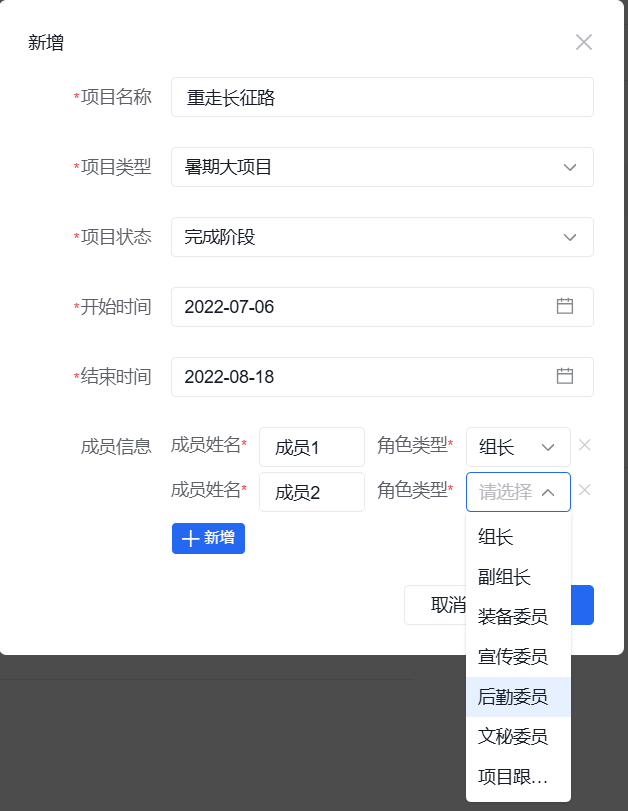 新增
*项目名称 重走长征路
*项目类型 暑期大项目
*项目状态 完成阶段
*开始时间 2022-07-06
*结束时间 2022-08-18
成员信息 成员姓名* 成员1 角色类型* 组长
成员姓名* 成员2 角色类型* 请选择
新增
取消
组长
副组长
装备委员
宣传委员
后勤委员
文秘委员
项目跟…